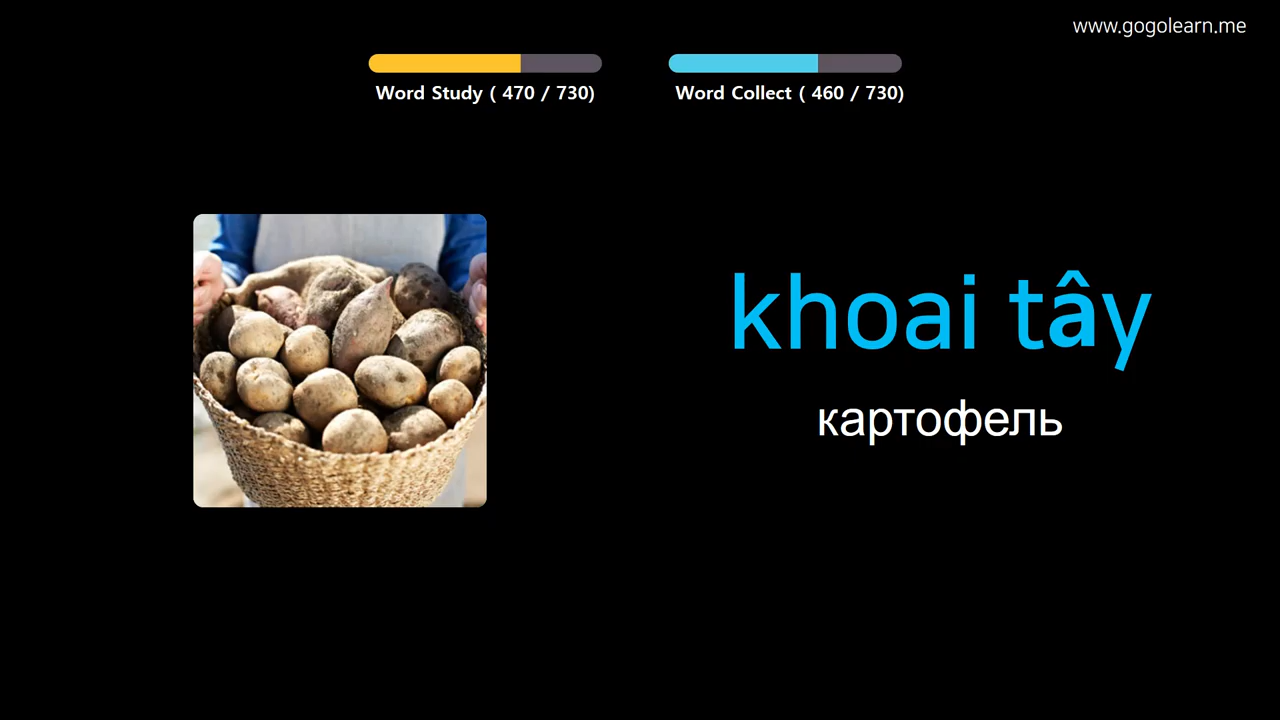 www.gogolearn.me
Word Study ( 470 / 730)
Word Collect ( 460 / 730)
khoai tây
картофель